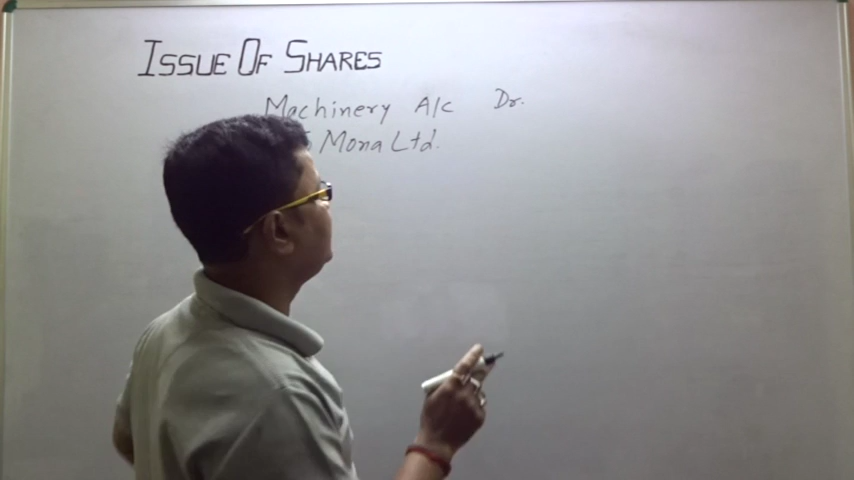 ISSUE OF SHARES
Machinery A/c Dr.
Mona Ltd.